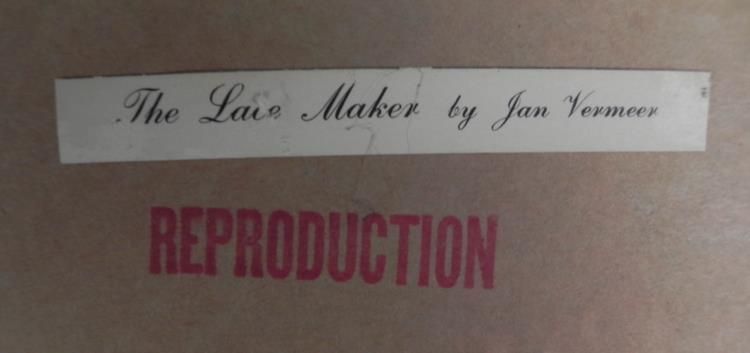 The Lace Maker by Jan Vermeer
REPRODUCTION